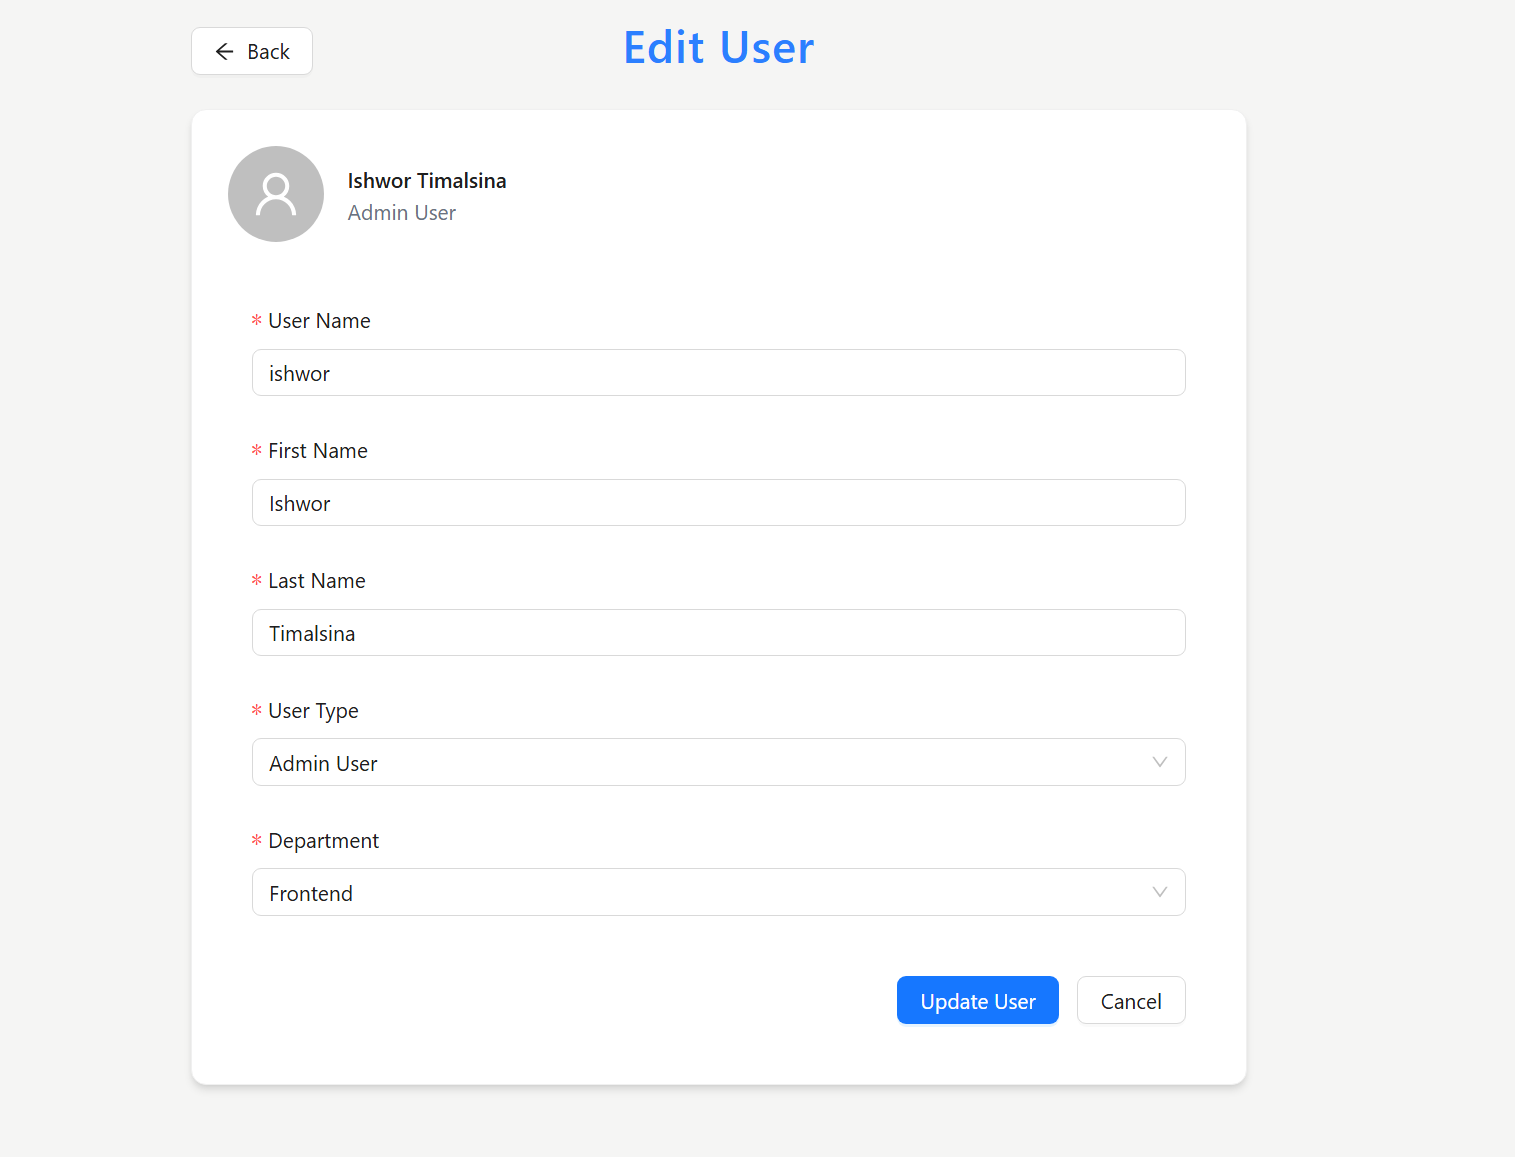 Back
Edit User
Ishwor Timalsina
Admin User
* User Name
ishwor
* First Name
Ishwor
* Last Name
Timalsina
* User Type
Admin User
* Department
Frontend
Update User
Cancel